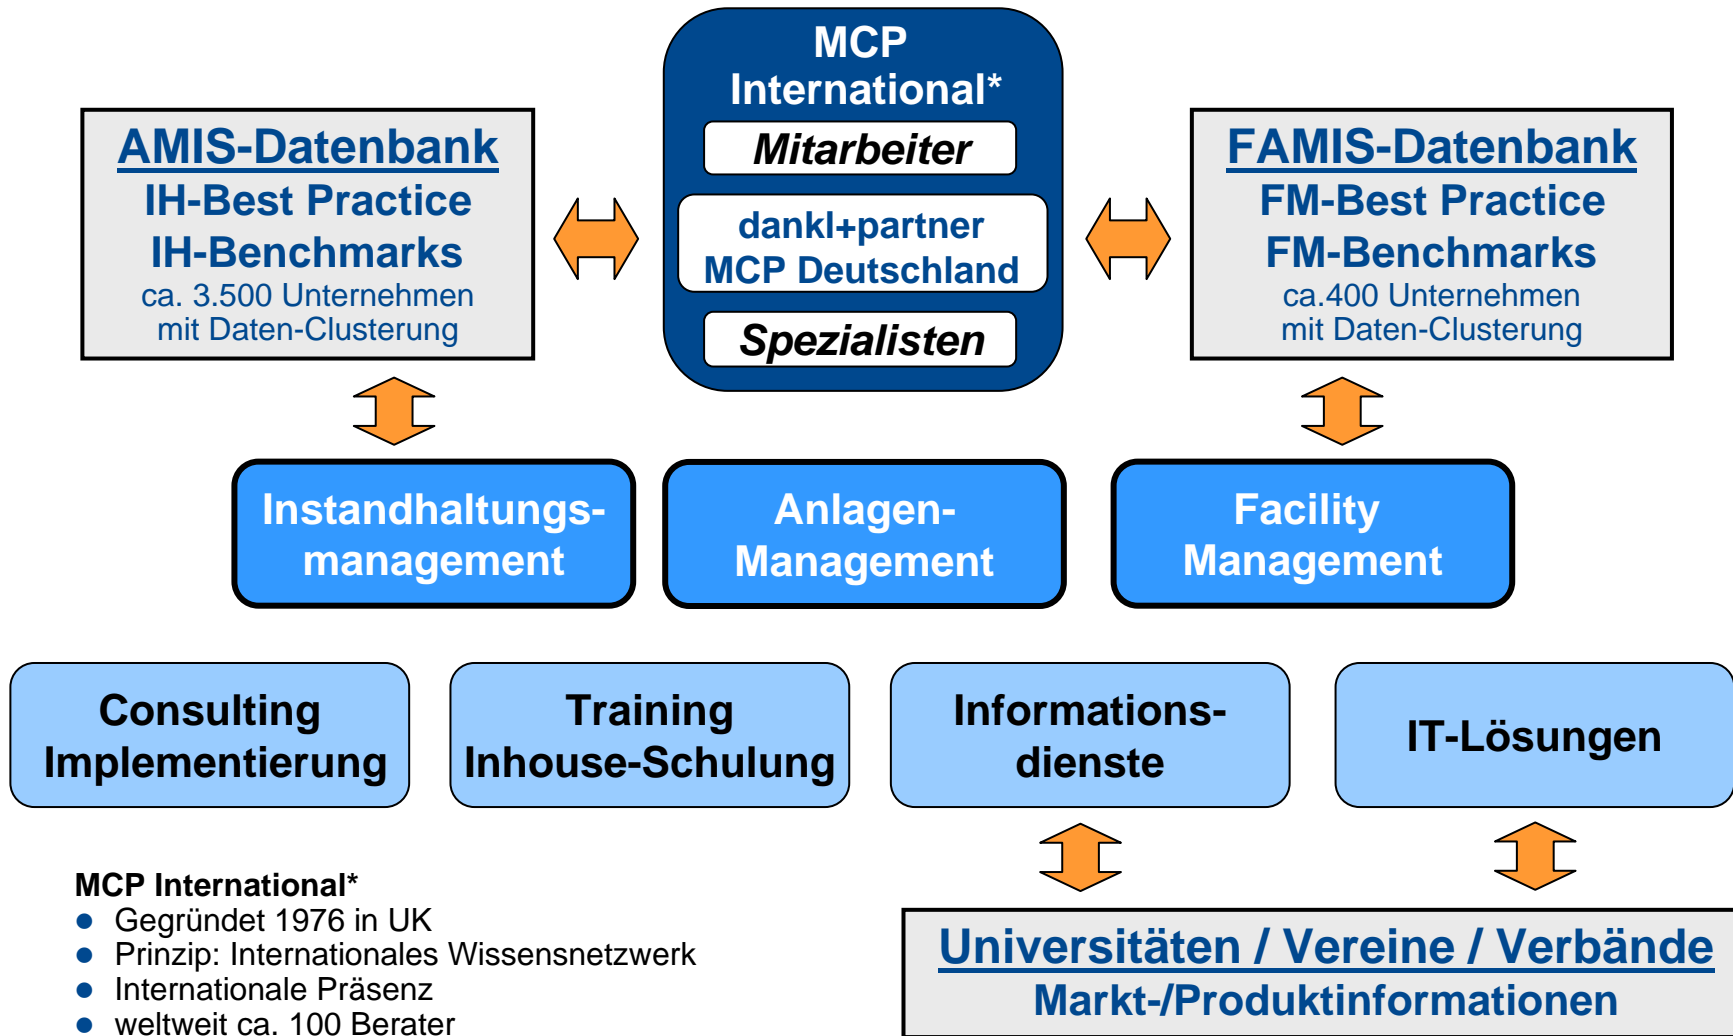 MCP
International*
Mitarbeiter
dankl+partner
MCP Deutschland
Spezialisten
AMIS-Datenbank
IH-Best Practice
IH-Benchmarks
ca. 3.500 Unternehmen
mit Daten-Clusterung
FAMIS-Datenbank
FM-Best Practice
FM-Benchmarks
ca.400 Unternehmen
mit Daten-Clusterung
Instandhaltungs-
management
Anlagen-
Management
Facility
Management
Consulting
Implementierung
Training
Inhouse-Schulung
Informations-
dienste
IT-Lösungen
MCP International*
● Gegründet 1976 in UK
● Prinzip: Internationales Wissensnetzwerk
● Internationale Präsenz
● weltweit ca. 100 Berater
Universitäten / Vereine / Verbände
Markt-/Produktinformationen